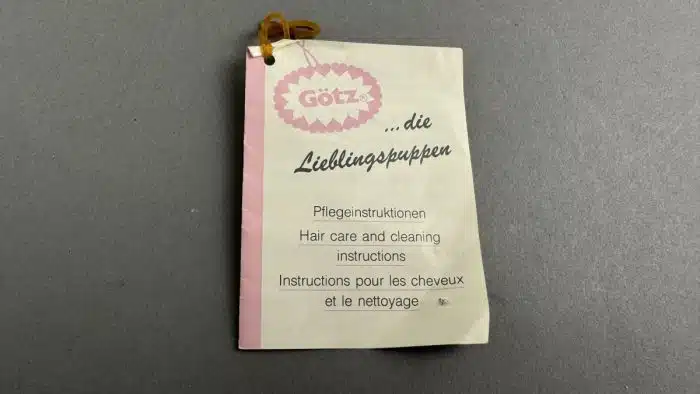 Götz®
...die
Lieblingspuppen
Pflegeinstruktionen
Hair care and cleaning
instructions
Instructions pour les cheveux
et le nettoyage